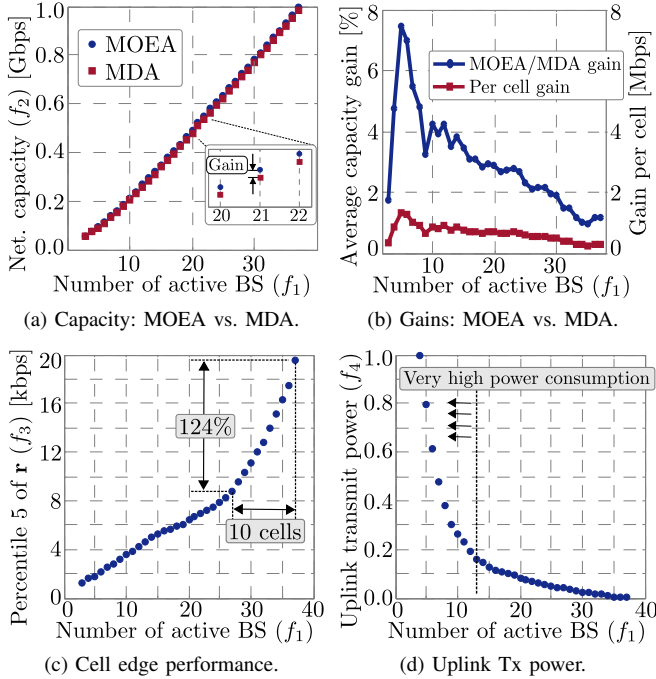 Net. capacity (f2) [Gbps]
1.0
0.8
0.6
0.4
0.2
0.0
MOEA
MDA
Gain
20 21 22
10 20 30
Number of active BS (f1)
(a) Capacity: MOEA vs. MDA.
Average capacity gain [%]
8
6
4
2
0
MOEA/MDA gain
Per cell gain
8
6
4
2
0
Gain per cell [Mbps]
10 20 30
Number of active BS (f1)
(b) Gains: MOEA vs. MDA.
Percentile 5 of r (f3) [kbps]
20
16
12
8
4
0
124%
10 cells
0 10 20 30 40
Number of active BS (f1)
(c) Cell edge performance.
Uplink transmit power (f4)
1.0
0.8
0.6
0.4
0.2
0.0
Very high power consumption
0 10 20 30 40
Number of active BS (f1)
(d) Uplink Tx power.